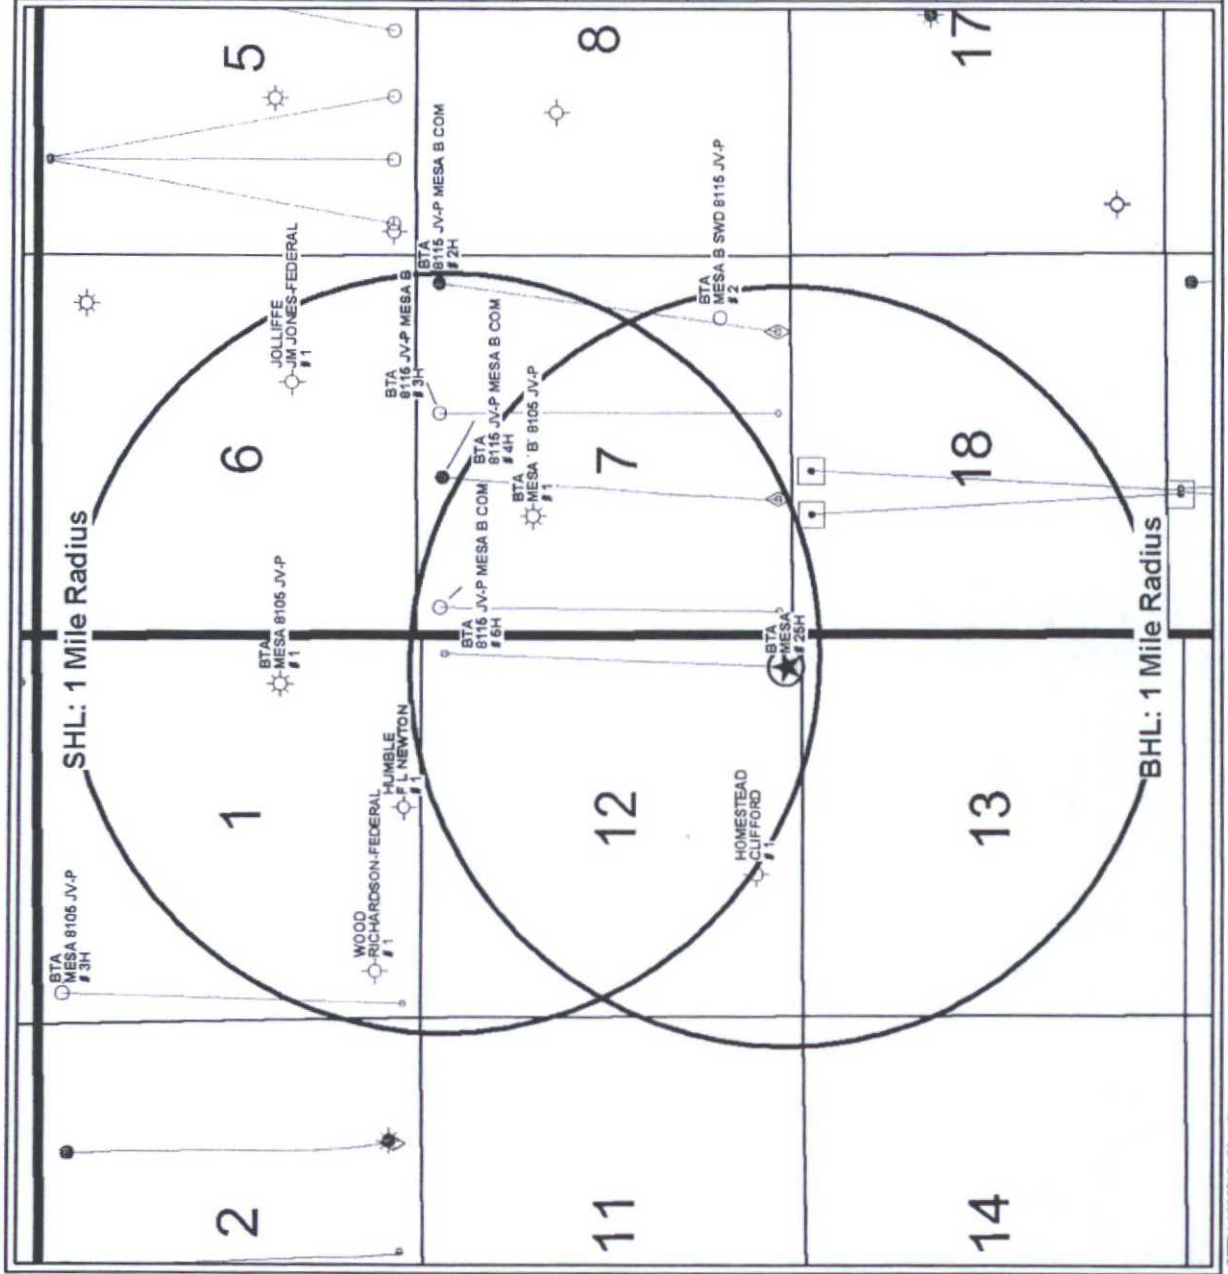 5
8
17
JOLLIFFE
JM JONES-FEDERAL
# 1
BTA
8115 JV-P MESA B COM
# 2H
BTA
8115 JV-P MESA B
# 3H
BTA
MESA B SWD 8115 JV-P
# 2
6
BTA
8115 JV-P MESA B COM
# 4H
BTA
MESA 'B' 8105 JV-P
# 1
7
18
SHL: 1 Mile Radius
BTA
MESA 8105 JV-P
# 1
BTA
8115 JV-P MESA B COM
BTA
MESA
# 25H
BHL: 1 Mile Radius
HUMBLE
F L NEWTON
# 1
1
WOOD
RICHARDSON-FEDERAL
# 1
12
HOMESTEAD
CLIFFORD
# 1
13
BTA
MESA 8105 JV-P
# 3H
2
11
14